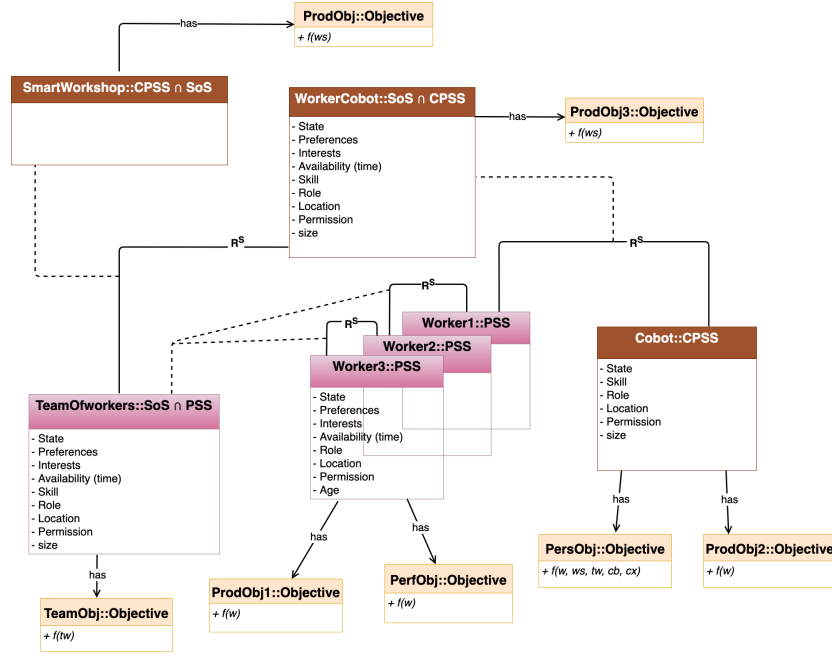 ProdObj::Objective
+ f(ws)
has
SmartWorkshop::CPSS ∩ SoS
WorkerCobot::SoS ∩ CPSS
- State
- Preferences
- Interests
- Availability (time)
- Skill
- Role
- Location
- Permission
- size
has
ProdObj3::Objective
+ f(ws)
R^S
R^S
R^S
R^S
Worker1::PSS
Worker2::PSS
Worker3::PSS
- State
- Preferences
- Interests
- Availability (time)
- Role
- Location
- Permission
- Age
Cobot::CPSS
- State
- Skill
- Role
- Location
- Permission
- size
TeamOfworkers::SoS ∩ PSS
- State
- Preferences
- Interests
- Availability (time)
- Skill
- Role
- Location
- Permission
- size
has
has
has
has
has
TeamObj::Objective
+ f(tw)
ProdObj1::Objective
+ f(w)
PerfObj::Objective
+ f(w)
PersObj::Objective
+ f(w, ws, tw, cb, cx)
ProdObj2::Objective
+ f(w)